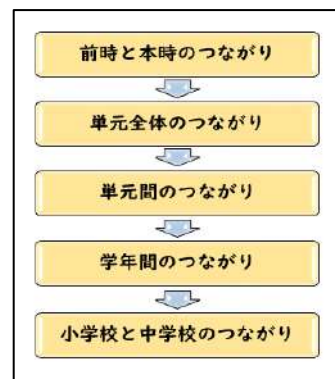 前時と本時のつながり
単元全体のつながり
単元間のつながり
学年間のつながり
小学校と中学校のつながり